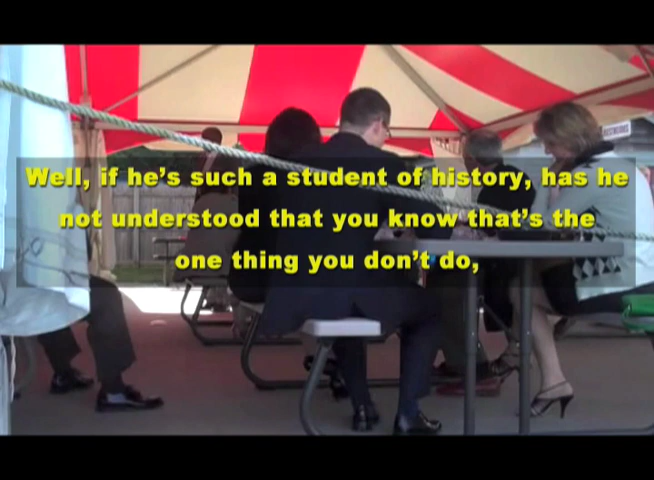 Well, if he's such a student of history, has he
not understood that you know that's the
one thing you don't do,